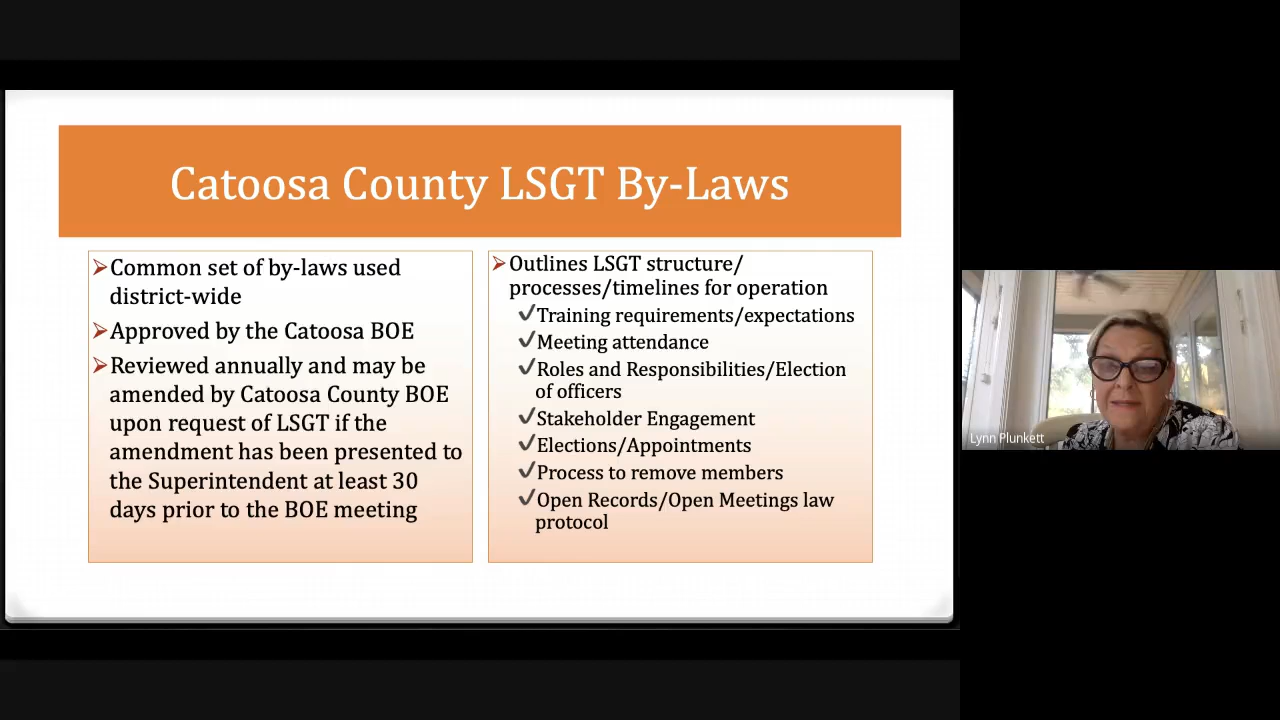 Catoosa County LSGT By-Laws
➢Common set of by-laws used
district-wide
➢Approved by the Catoosa BOE
➢Reviewed annually and may be
amended by Catoosa County BOE
upon request of LSGT if the
amendment has been presented to
the Superintendent at least 30
days prior to the BOE meeting
➢Outlines LSGT structure/
processes/timelines for operation
✓Training requirements/expectations
✓Meeting attendance
✓Roles and Responsibilities/Election
of officers
✓Stakeholder Engagement
✓Elections/Appointments
✓Process to remove members
✓Open Records/Open Meetings law
protocol
Lynn Plunkett